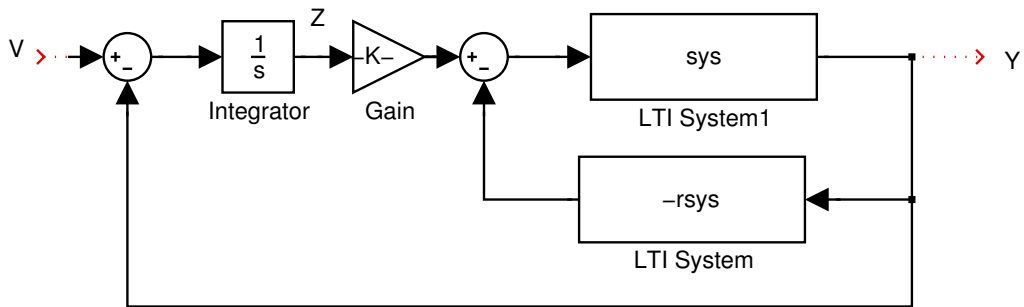 Z
V
+
−
1
s
−K−
+
−
sys
Y
Integrator
Gain
LTI System1
−rsys
LTI System